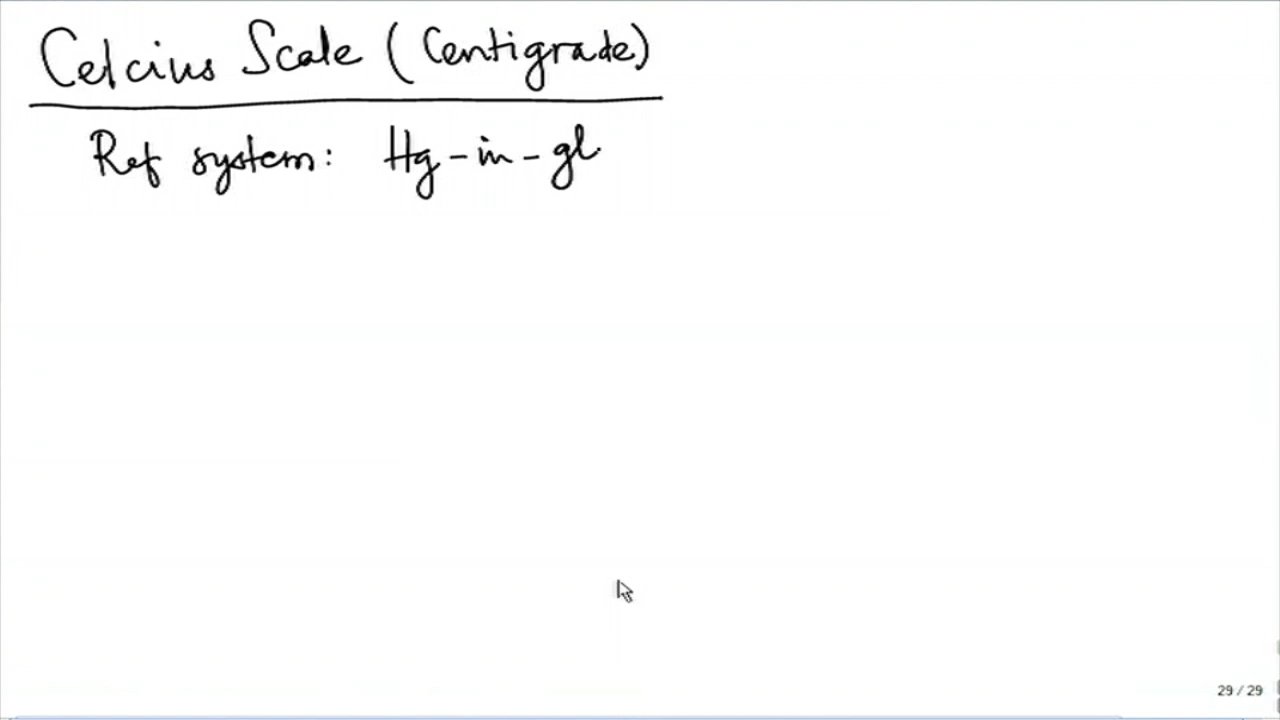 Celcius Scale (Centigrade)
Ref system: Hg-in-gl.
29 / 29